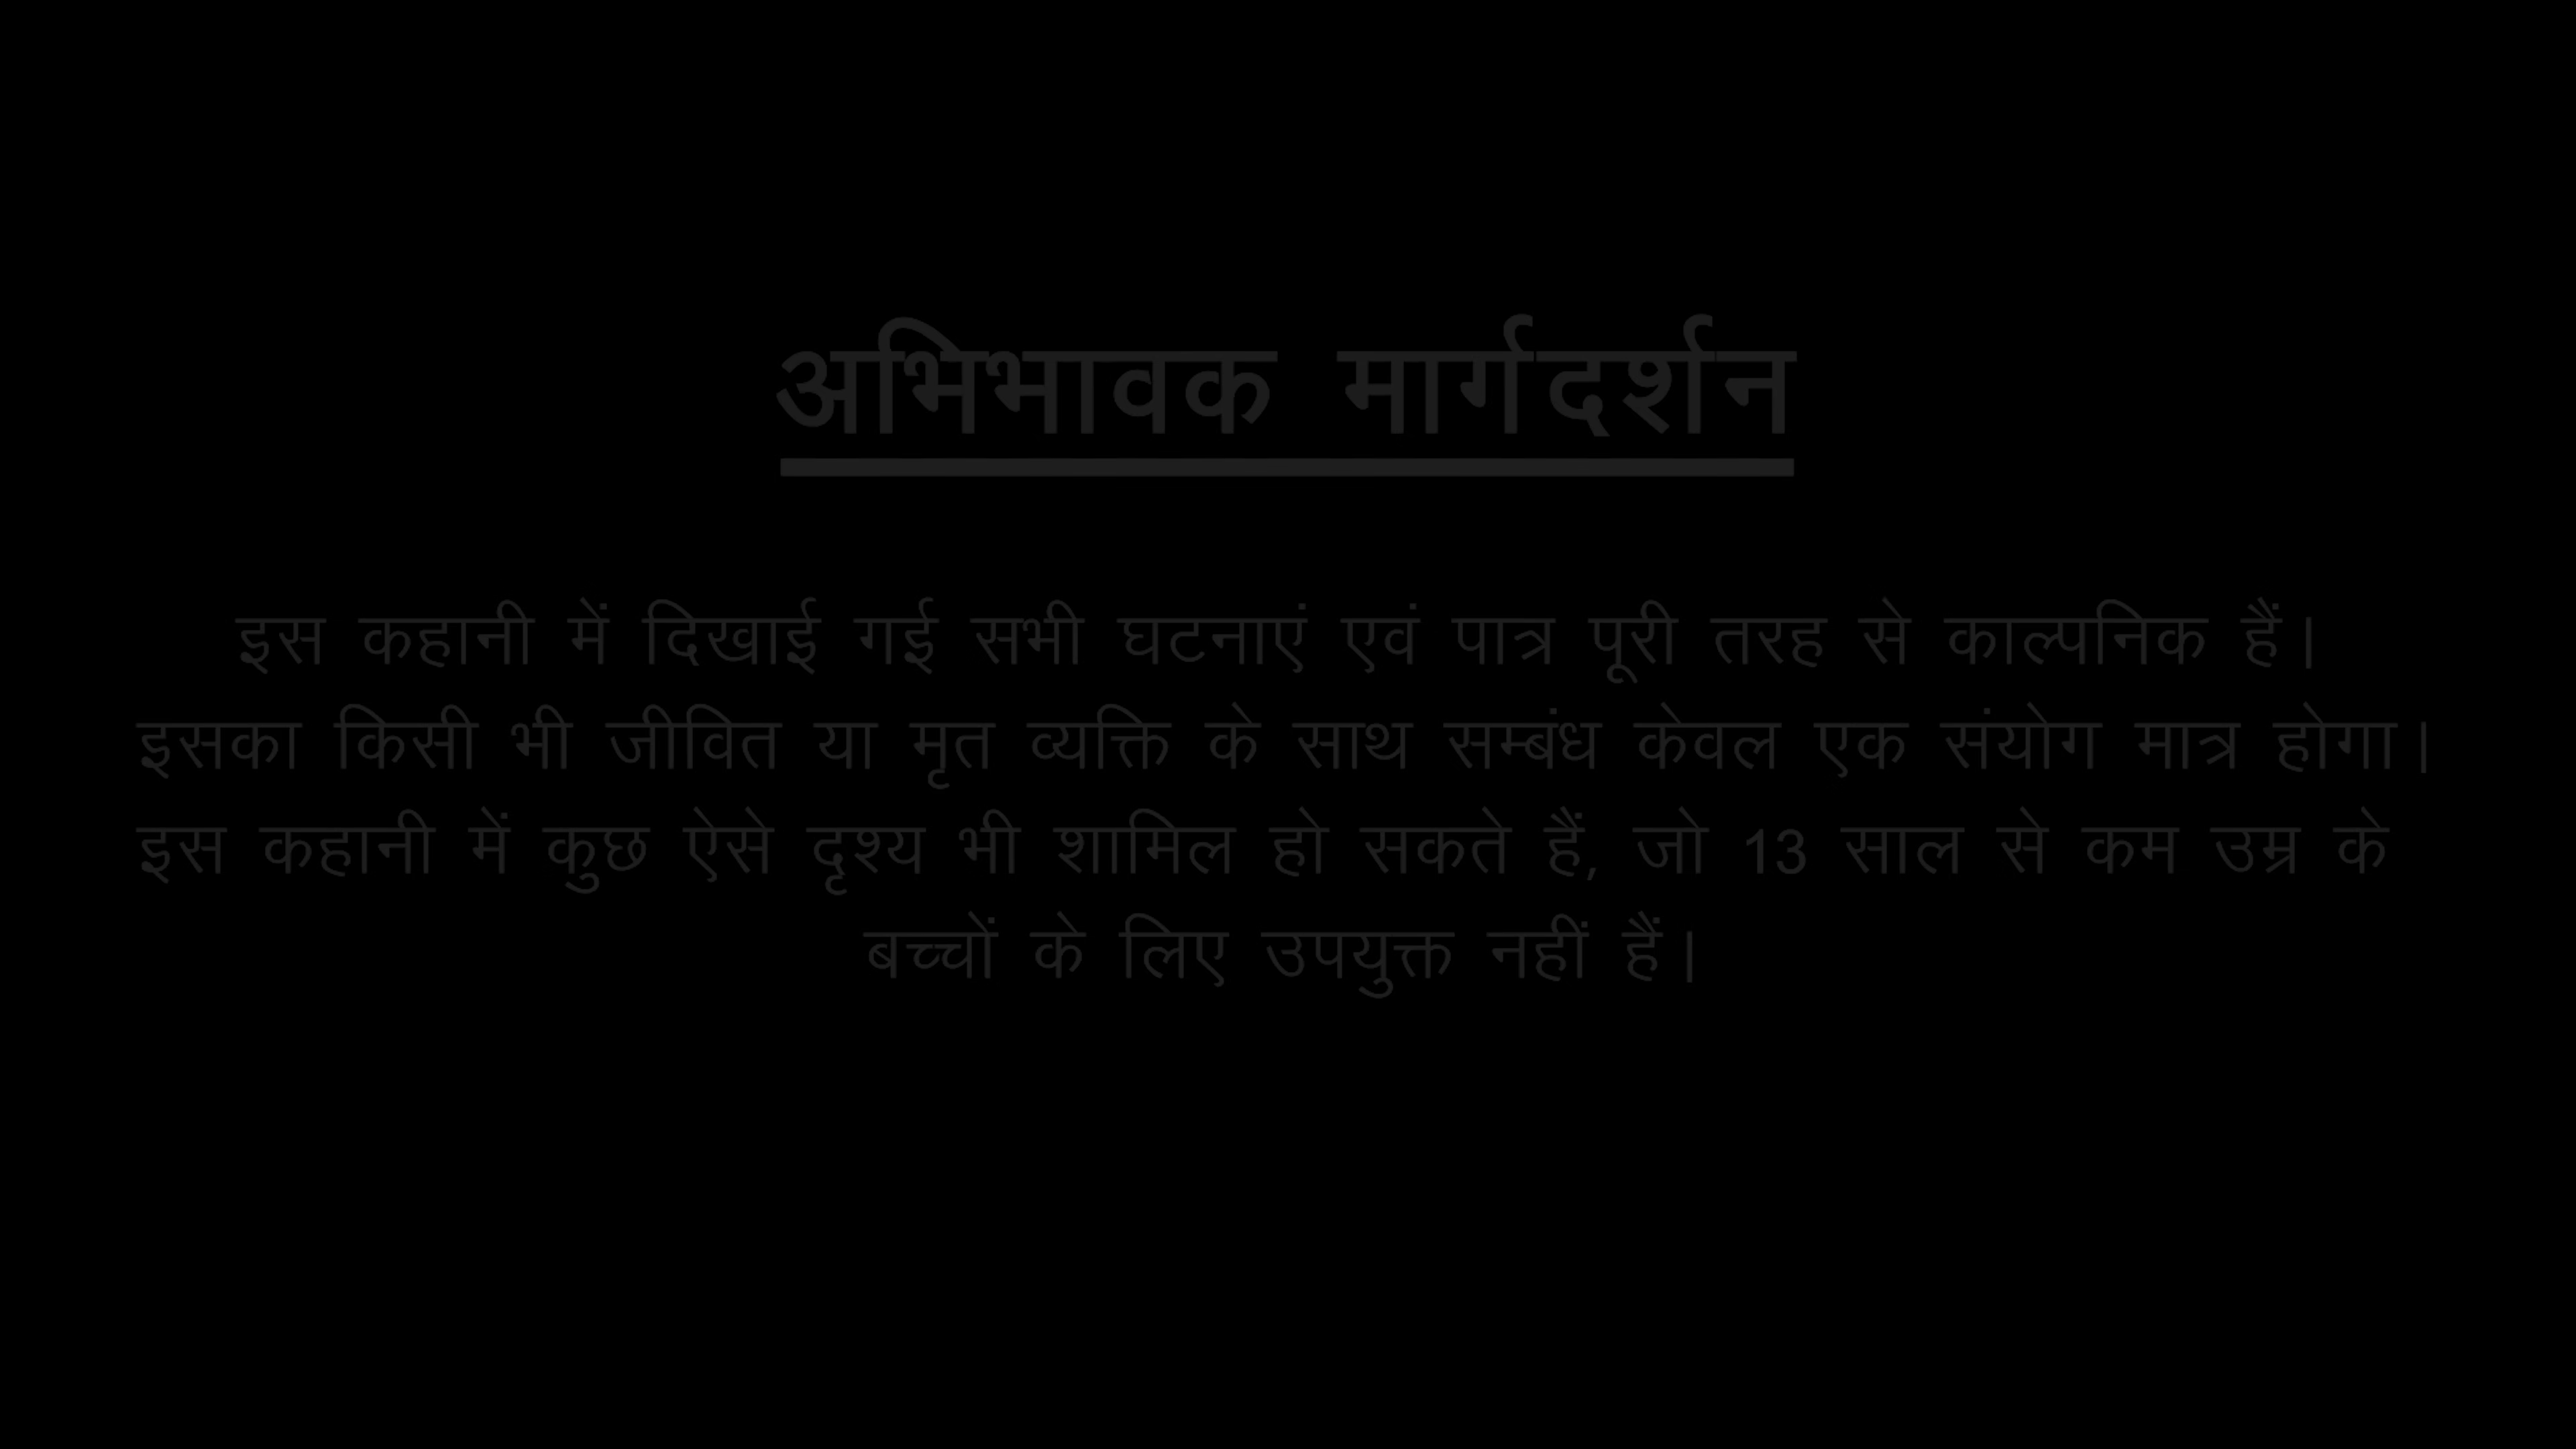 अभिभावक मार्गदर्शन
इस कहानी में दिखाई गई सभी घटनाएं एवं पात्र पूरी तरह से काल्पनिक हैं।
इसका किसी भी जीवित या मृत व्यक्ति के साथ सम्बंध केवल एक संयोग मात्र होगा।
इस कहानी में कुछ ऐसे दृश्य भी शामिल हो सकते हैं, जो 13 साल से कम उम्र के
बच्चों के लिए उपयुक्त नहीं हैं।